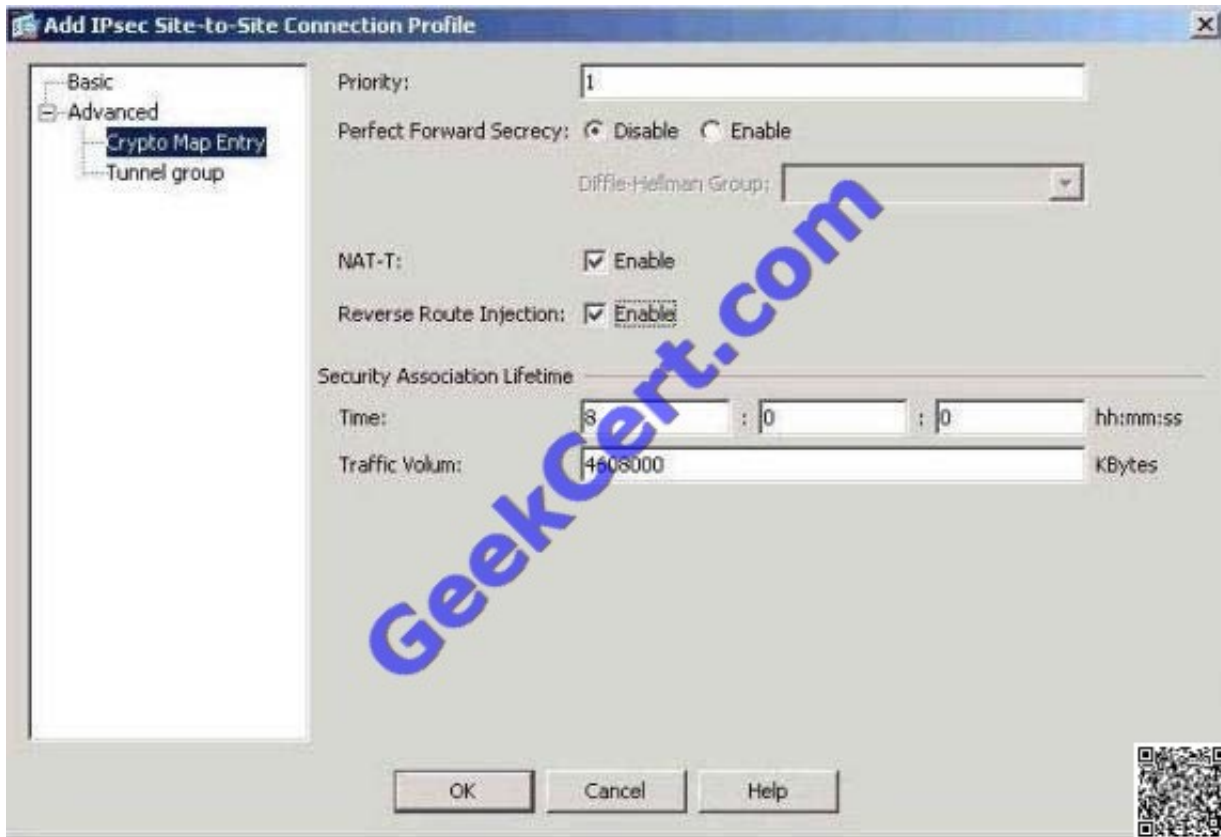 Add IPsec Site-to-Site Connection Profile
Basic
Advanced
Crypto Map Entry
Tunnel group
Priority: 1
Perfect Forward Secrecy: Disable Enable
Diffie-Hellman Group:
NAT-T: Enable
Reverse Route Injection: Enable
Security Association Lifetime
Time: 8 : 0 : 0 hh:mm:ss
Traffic Volum: 4608000 KBytes
GeekCert.com
OK Cancel Help